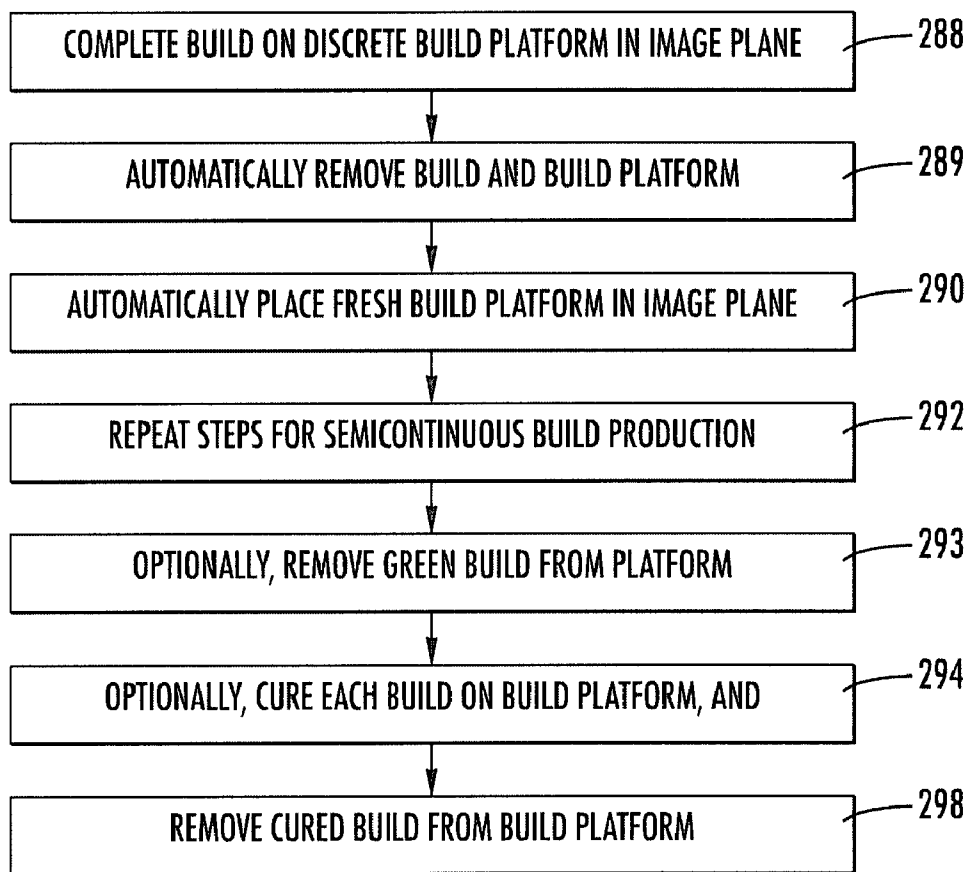 COMPLETE BUILD ON DISCRETE BUILD PLATFORM IN IMAGE PLANE 288
AUTOMATICALLY REMOVE BUILD AND BUILD PLATFORM 289
AUTOMATICALLY PLACE FRESH BUILD PLATFORM IN IMAGE PLANE 290
REPEAT STEPS FOR SEMICONTINUOUS BUILD PRODUCTION 292
OPTIONALLY, REMOVE GREEN BUILD FROM PLATFORM 293
OPTIONALLY, CURE EACH BUILD ON BUILD PLATFORM, AND 294
REMOVE CURED BUILD FROM BUILD PLATFORM 298